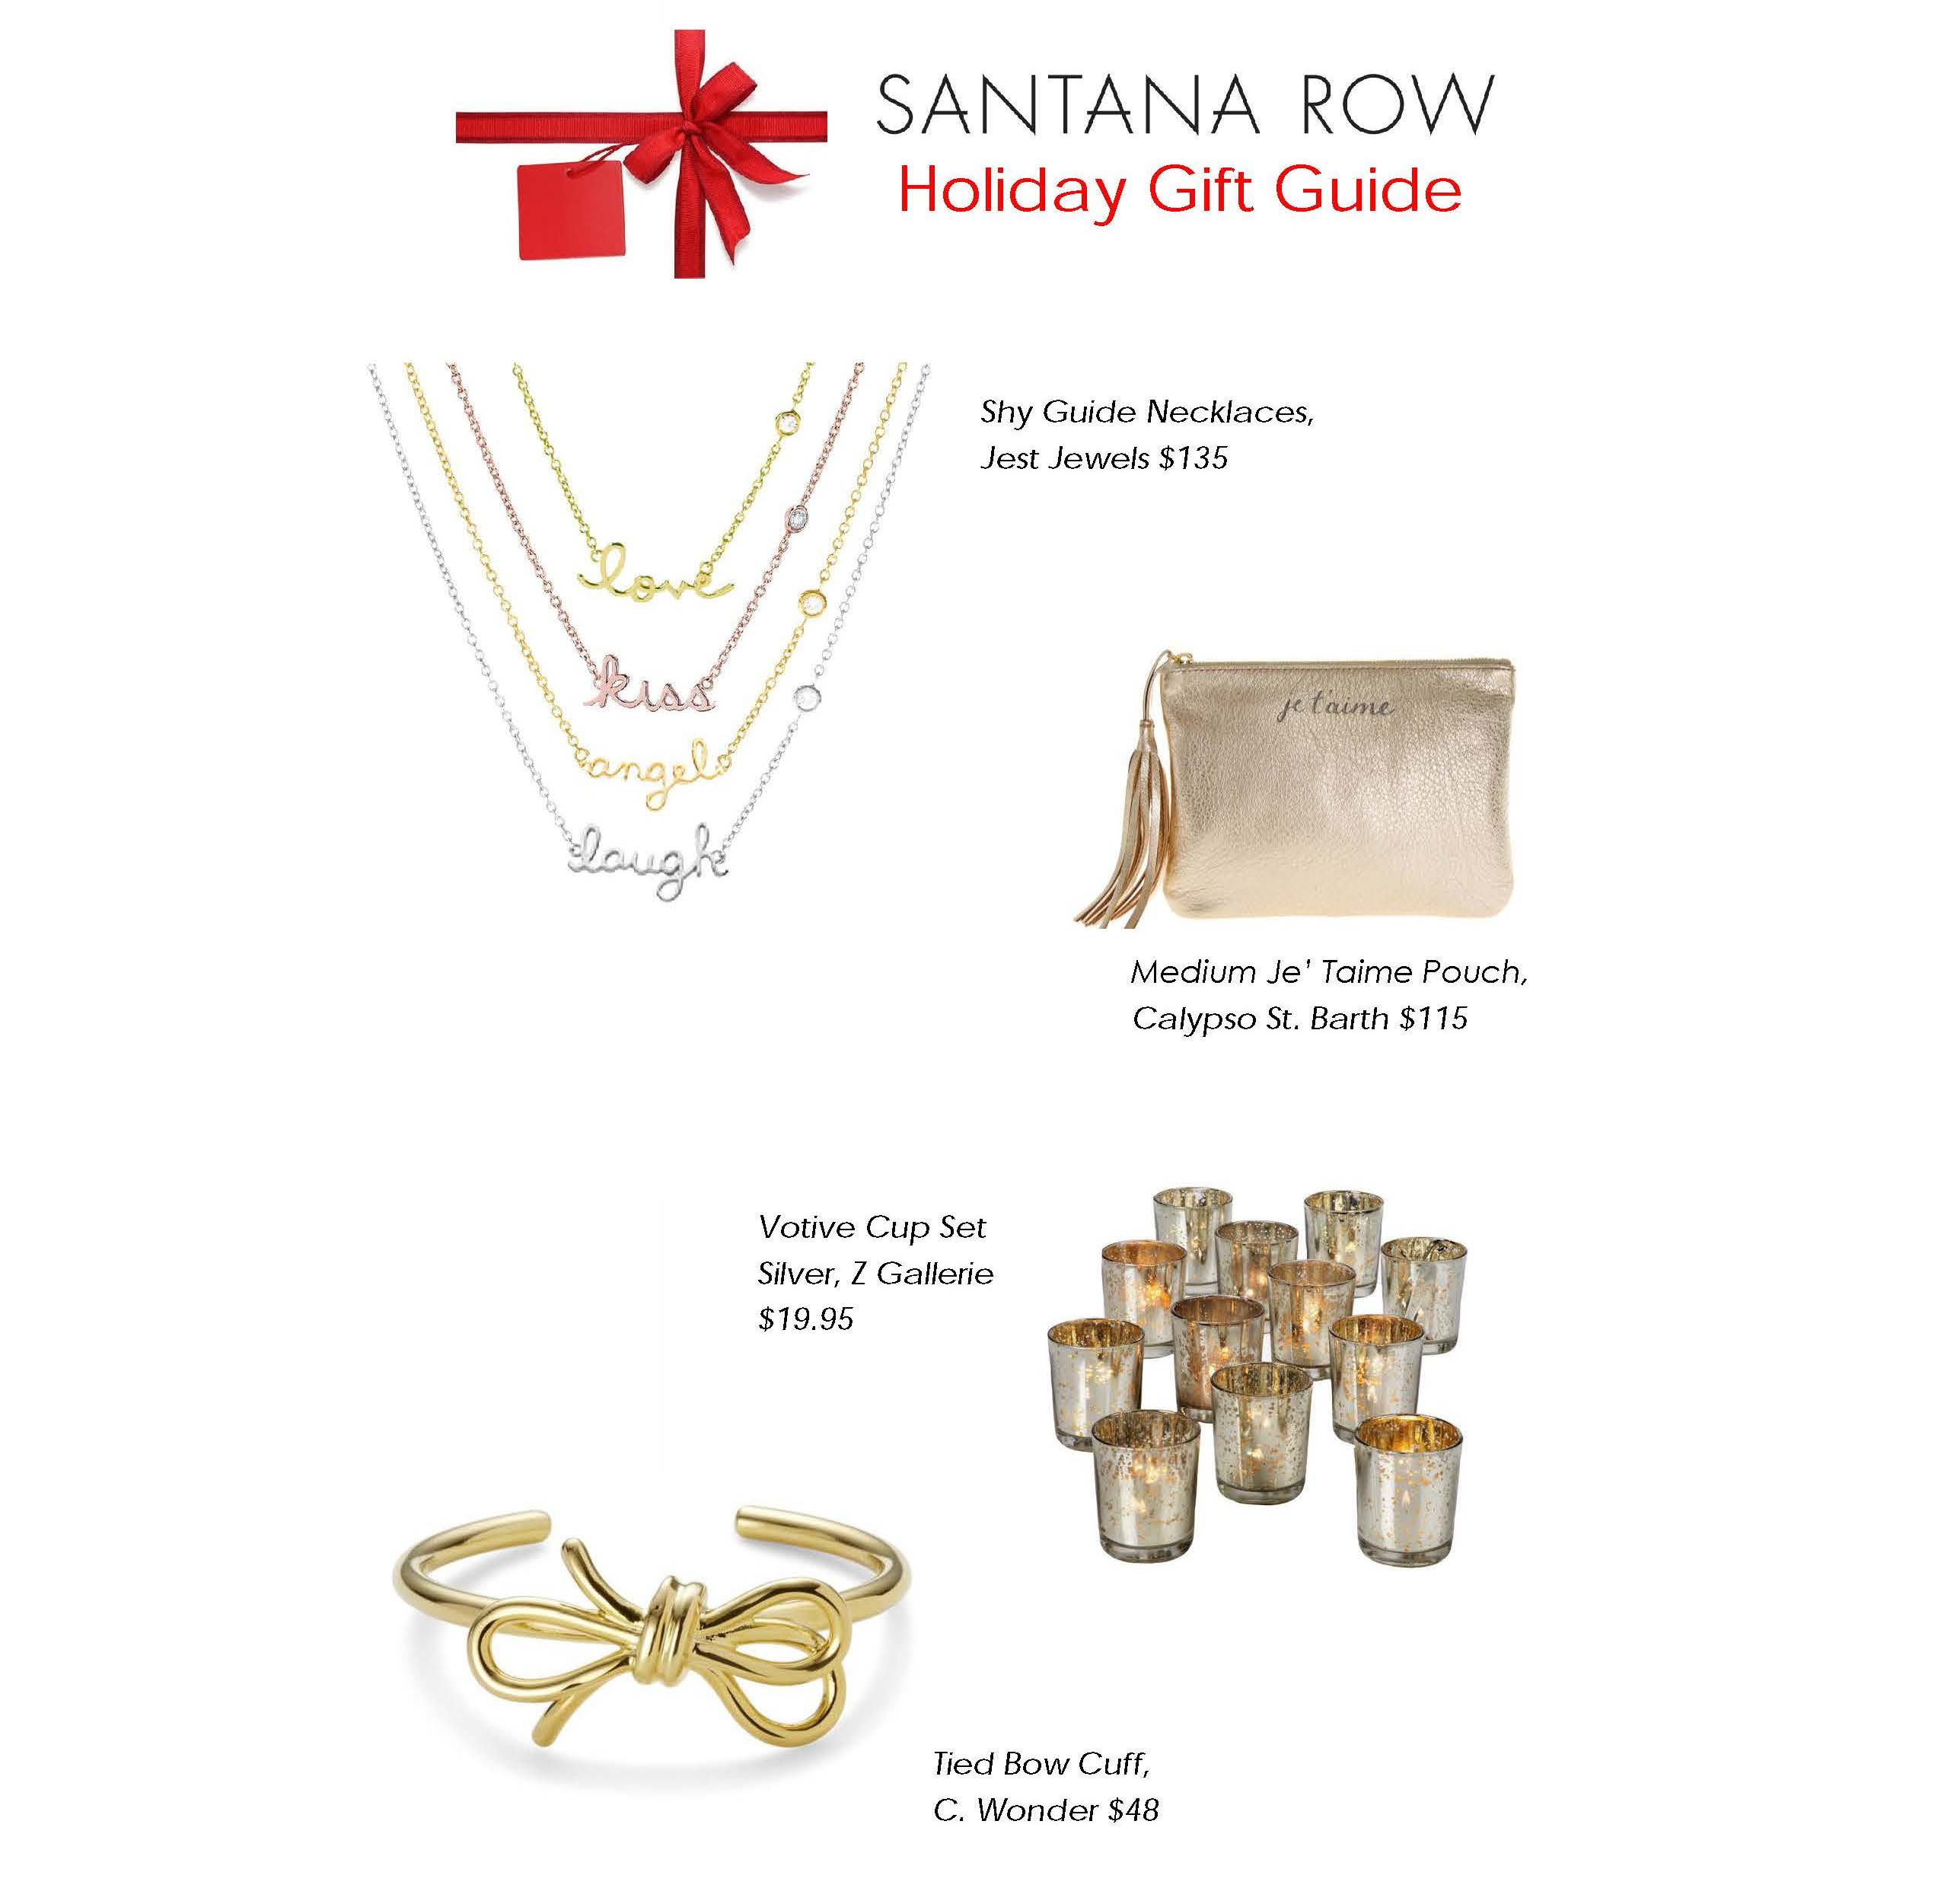 SANTANA ROW
Holiday Gift Guide
Shy Guide Necklaces,
Jest Jewels $135
love
kiss
angel
laugh
je t'aime
Medium Je' Taime Pouch,
Calypso St. Barth $115
Votive Cup Set
Silver, Z Gallerie
$19.95
Tied Bow Cuff,
C. Wonder $48